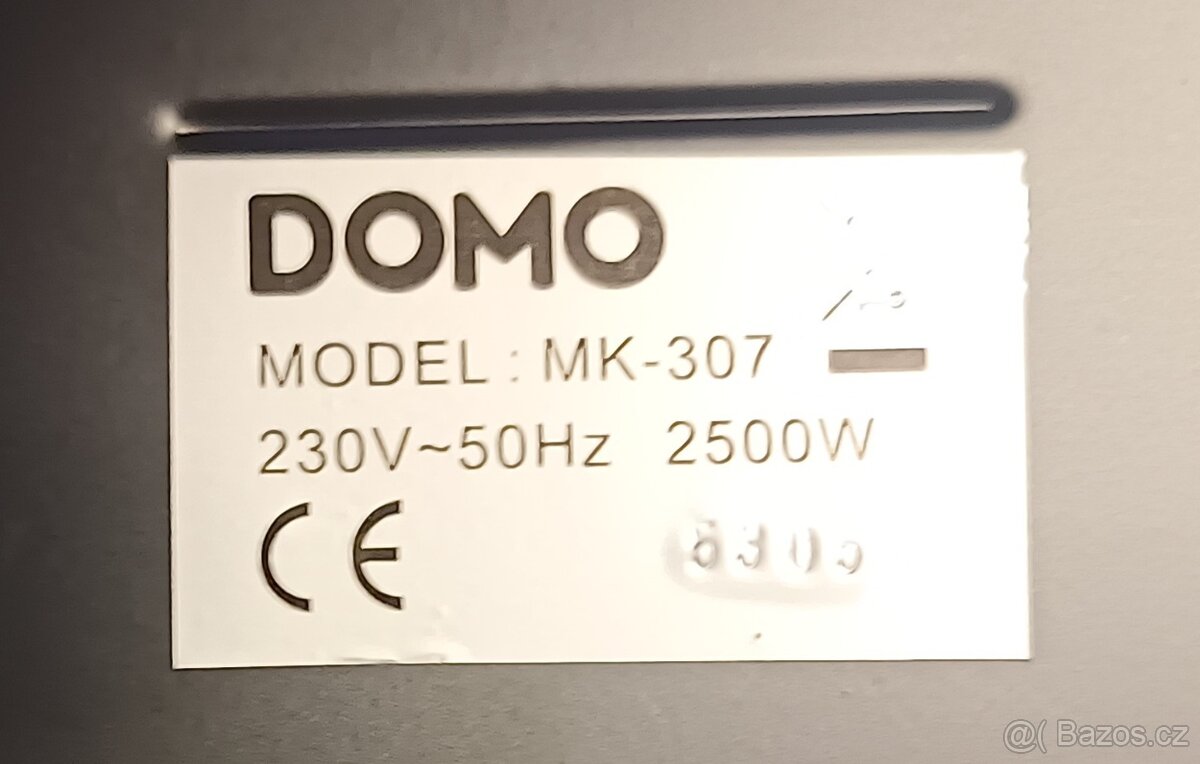 DOMO
MODEL : MK-307
230V~50Hz 2500W
CE
@( Bazos.cz